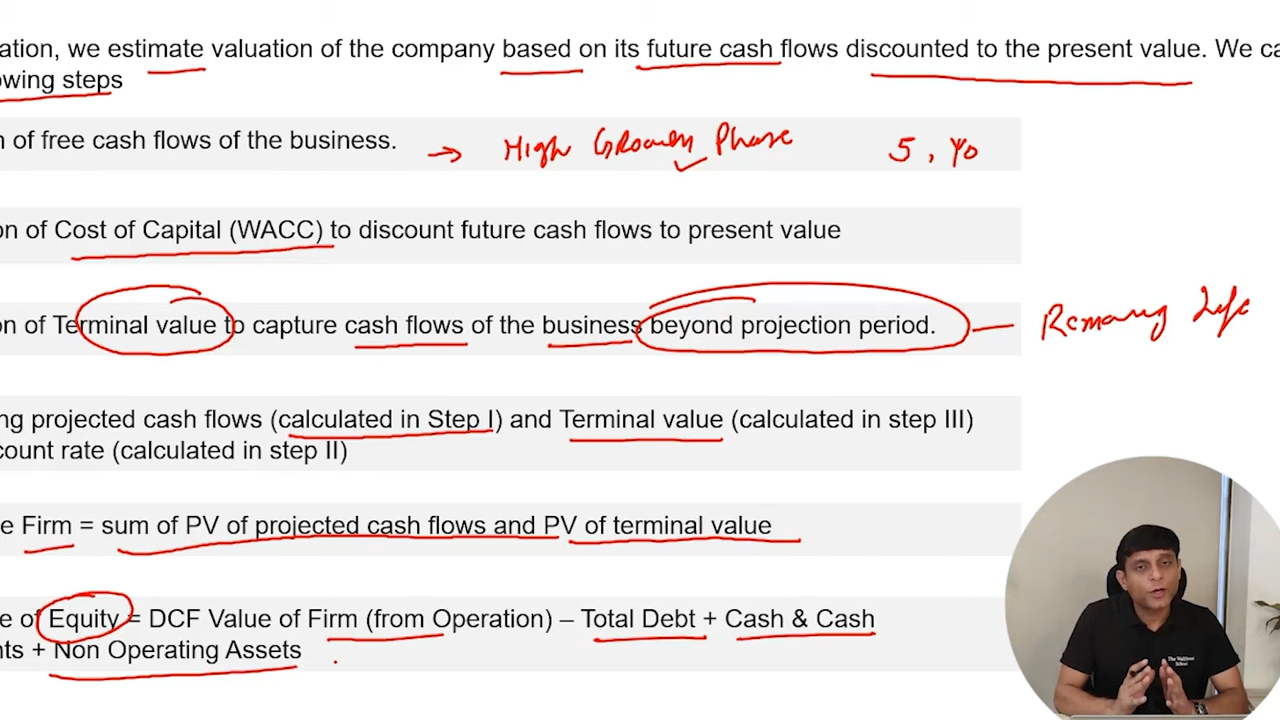 ation, we estimate valuation of the company based on its future cash flows discounted to the present value. We ca
owing steps
n of free cash flows of the business. → High Growth Phase 5, 10
on of Cost of Capital (WACC) to discount future cash flows to present value
on of Terminal value to capture cash flows of the business beyond projection period. — Remaing Life
ng projected cash flows (calculated in Step I) and Terminal value (calculated in step III)
count rate (calculated in step II)
e Firm = sum of PV of projected cash flows and PV of terminal value
e of Equity = DCF Value of Firm (from Operation) – Total Debt + Cash & Cash
nts + Non Operating Assets
The WallStreet
School